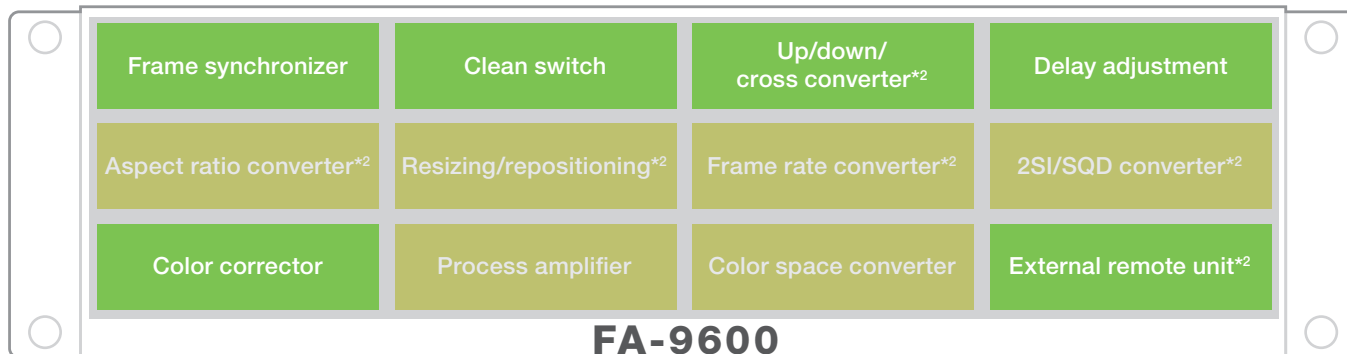 Frame synchronizer
Clean switch
Up/down/
cross converter*2
Delay adjustment
Aspect ratio converter*2
Resizing/repositioning*2
Frame rate converter*2
2SI/SQD converter*2
Color corrector
Process amplifier
Color space converter
External remote unit*2
FA-9600